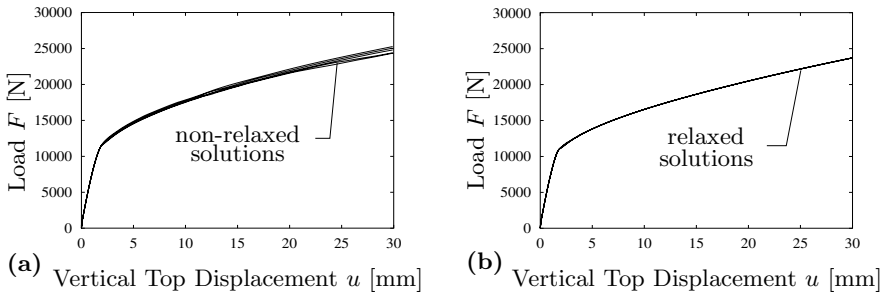 30000
25000
20000
15000
10000
5000
0
Load F [N]
non-relaxed
solutions
0 5 10 15 20 25 30
(a) Vertical Top Displacement u [mm]
30000
25000
20000
15000
10000
5000
0
Load F [N]
relaxed
solutions
0 5 10 15 20 25 30
(b) Vertical Top Displacement u [mm]